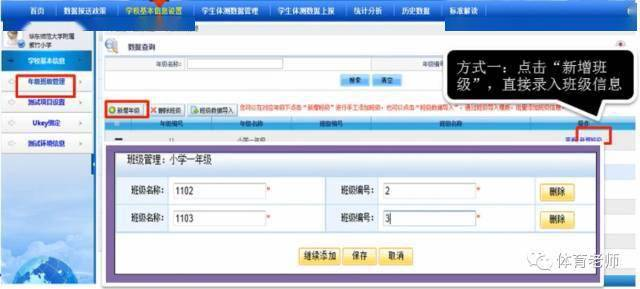 首页 数据报送政策 学校基本信息设置 学生体测数据管理 学生体测数据上报 统计分析 历史数据 标准解读
华东师范大学附属
紫竹小学
学校基本信息
年级班级管理
测试项目设置
Ukey绑定
测试环境信息
数据查询
年级名称： 年级编号
搜索 清空
方式一：点击“新增班
级”，直接录入班级信息
新增年级 删除班级 班级数据导入
年级编号 年级名称 班级编号 班级名称
11 小学一年级
班级管理：小学一年级
班级名称： 1102 * 班级编号： 2 * 删除
班级名称： 1103 * 班级编号： 3 * 删除
继续添加 保存 取消
体育老师